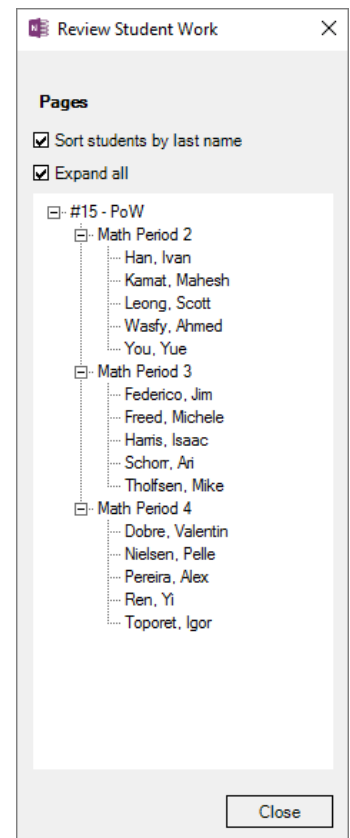 Review Student Work
Pages
Sort students by last name
Expand all
#15 - PoW
Math Period 2
Han, Ivan
Kamat, Mahesh
Leong, Scott
Wasfy, Ahmed
You, Yue
Math Period 3
Federico, Jim
Freed, Michele
Harris, Isaac
Schorr, Ari
Tholfsen, Mike
Math Period 4
Dobre, Valentin
Nielsen, Pelle
Pereira, Alex
Ren, Yi
Toporet, Igor
Close